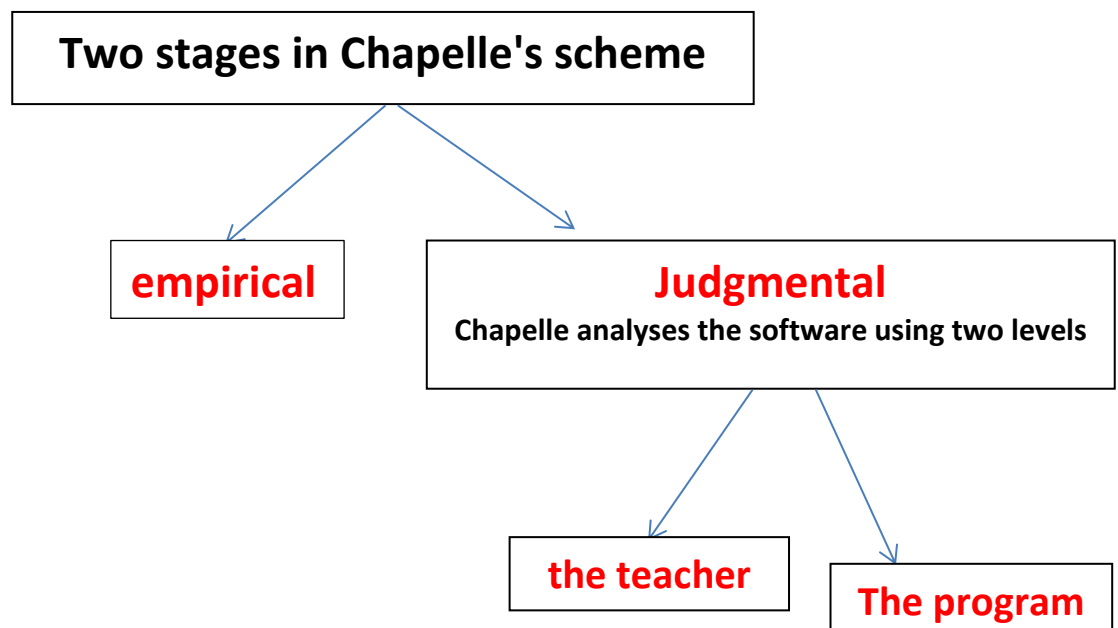 Two stages in Chapelle's scheme
empirical
Judgmental
Chapelle analyses the software using two levels
the teacher
The program